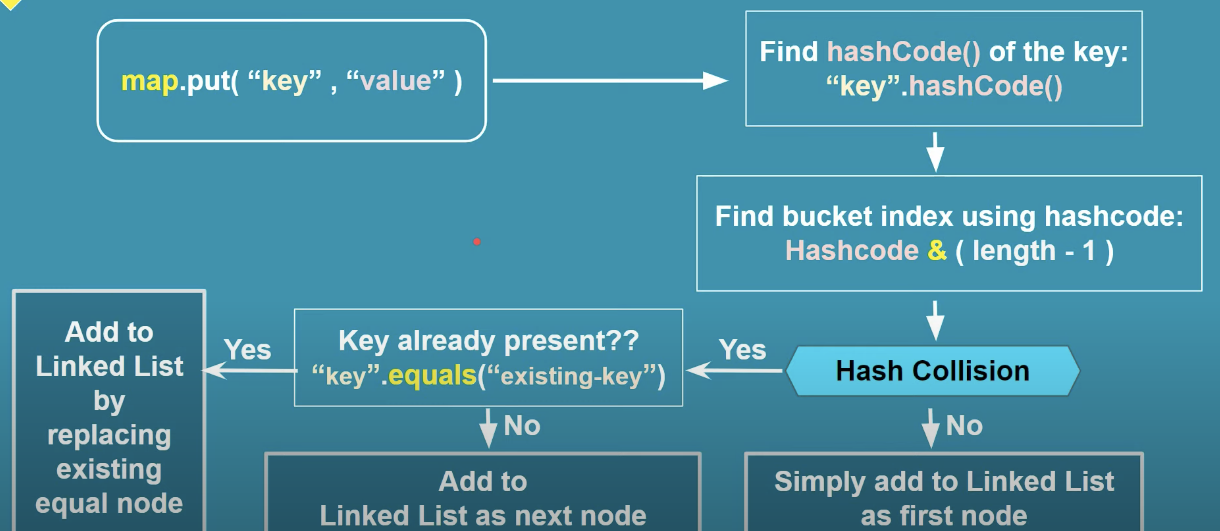 map.put( “key” , “value” )
Find hashCode() of the key:
“key”.hashCode()
Find bucket index using hashcode:
Hashcode & ( length - 1 )
Hash Collision
Yes
Key already present??
“key”.equals(“existing-key”)
Yes
Add to
Linked List
by
replacing
existing
equal node
No
Add to
Linked List as next node
No
Simply add to Linked List
as first node